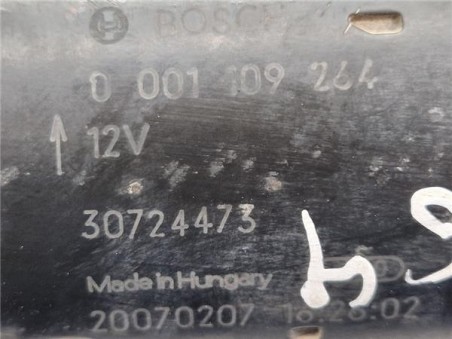 BOSCH
0 001 109 264
12V
30724473
Made in Hungary
20070207 16:26:02